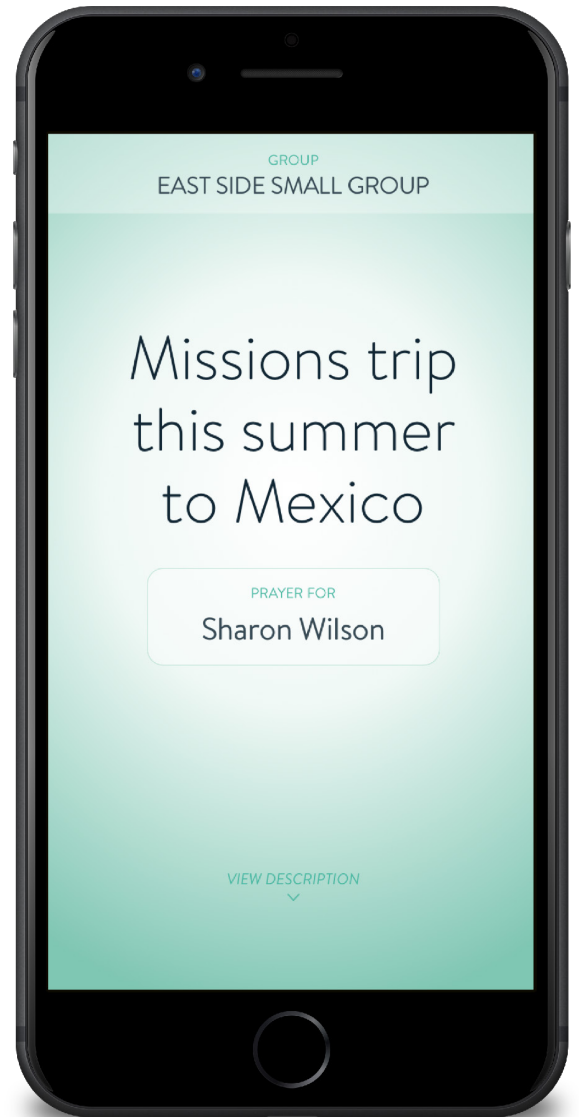 GROUP
EAST SIDE SMALL GROUP
Missions trip
this summer
to Mexico
PRAYER FOR
Sharon Wilson
VIEW DESCRIPTION